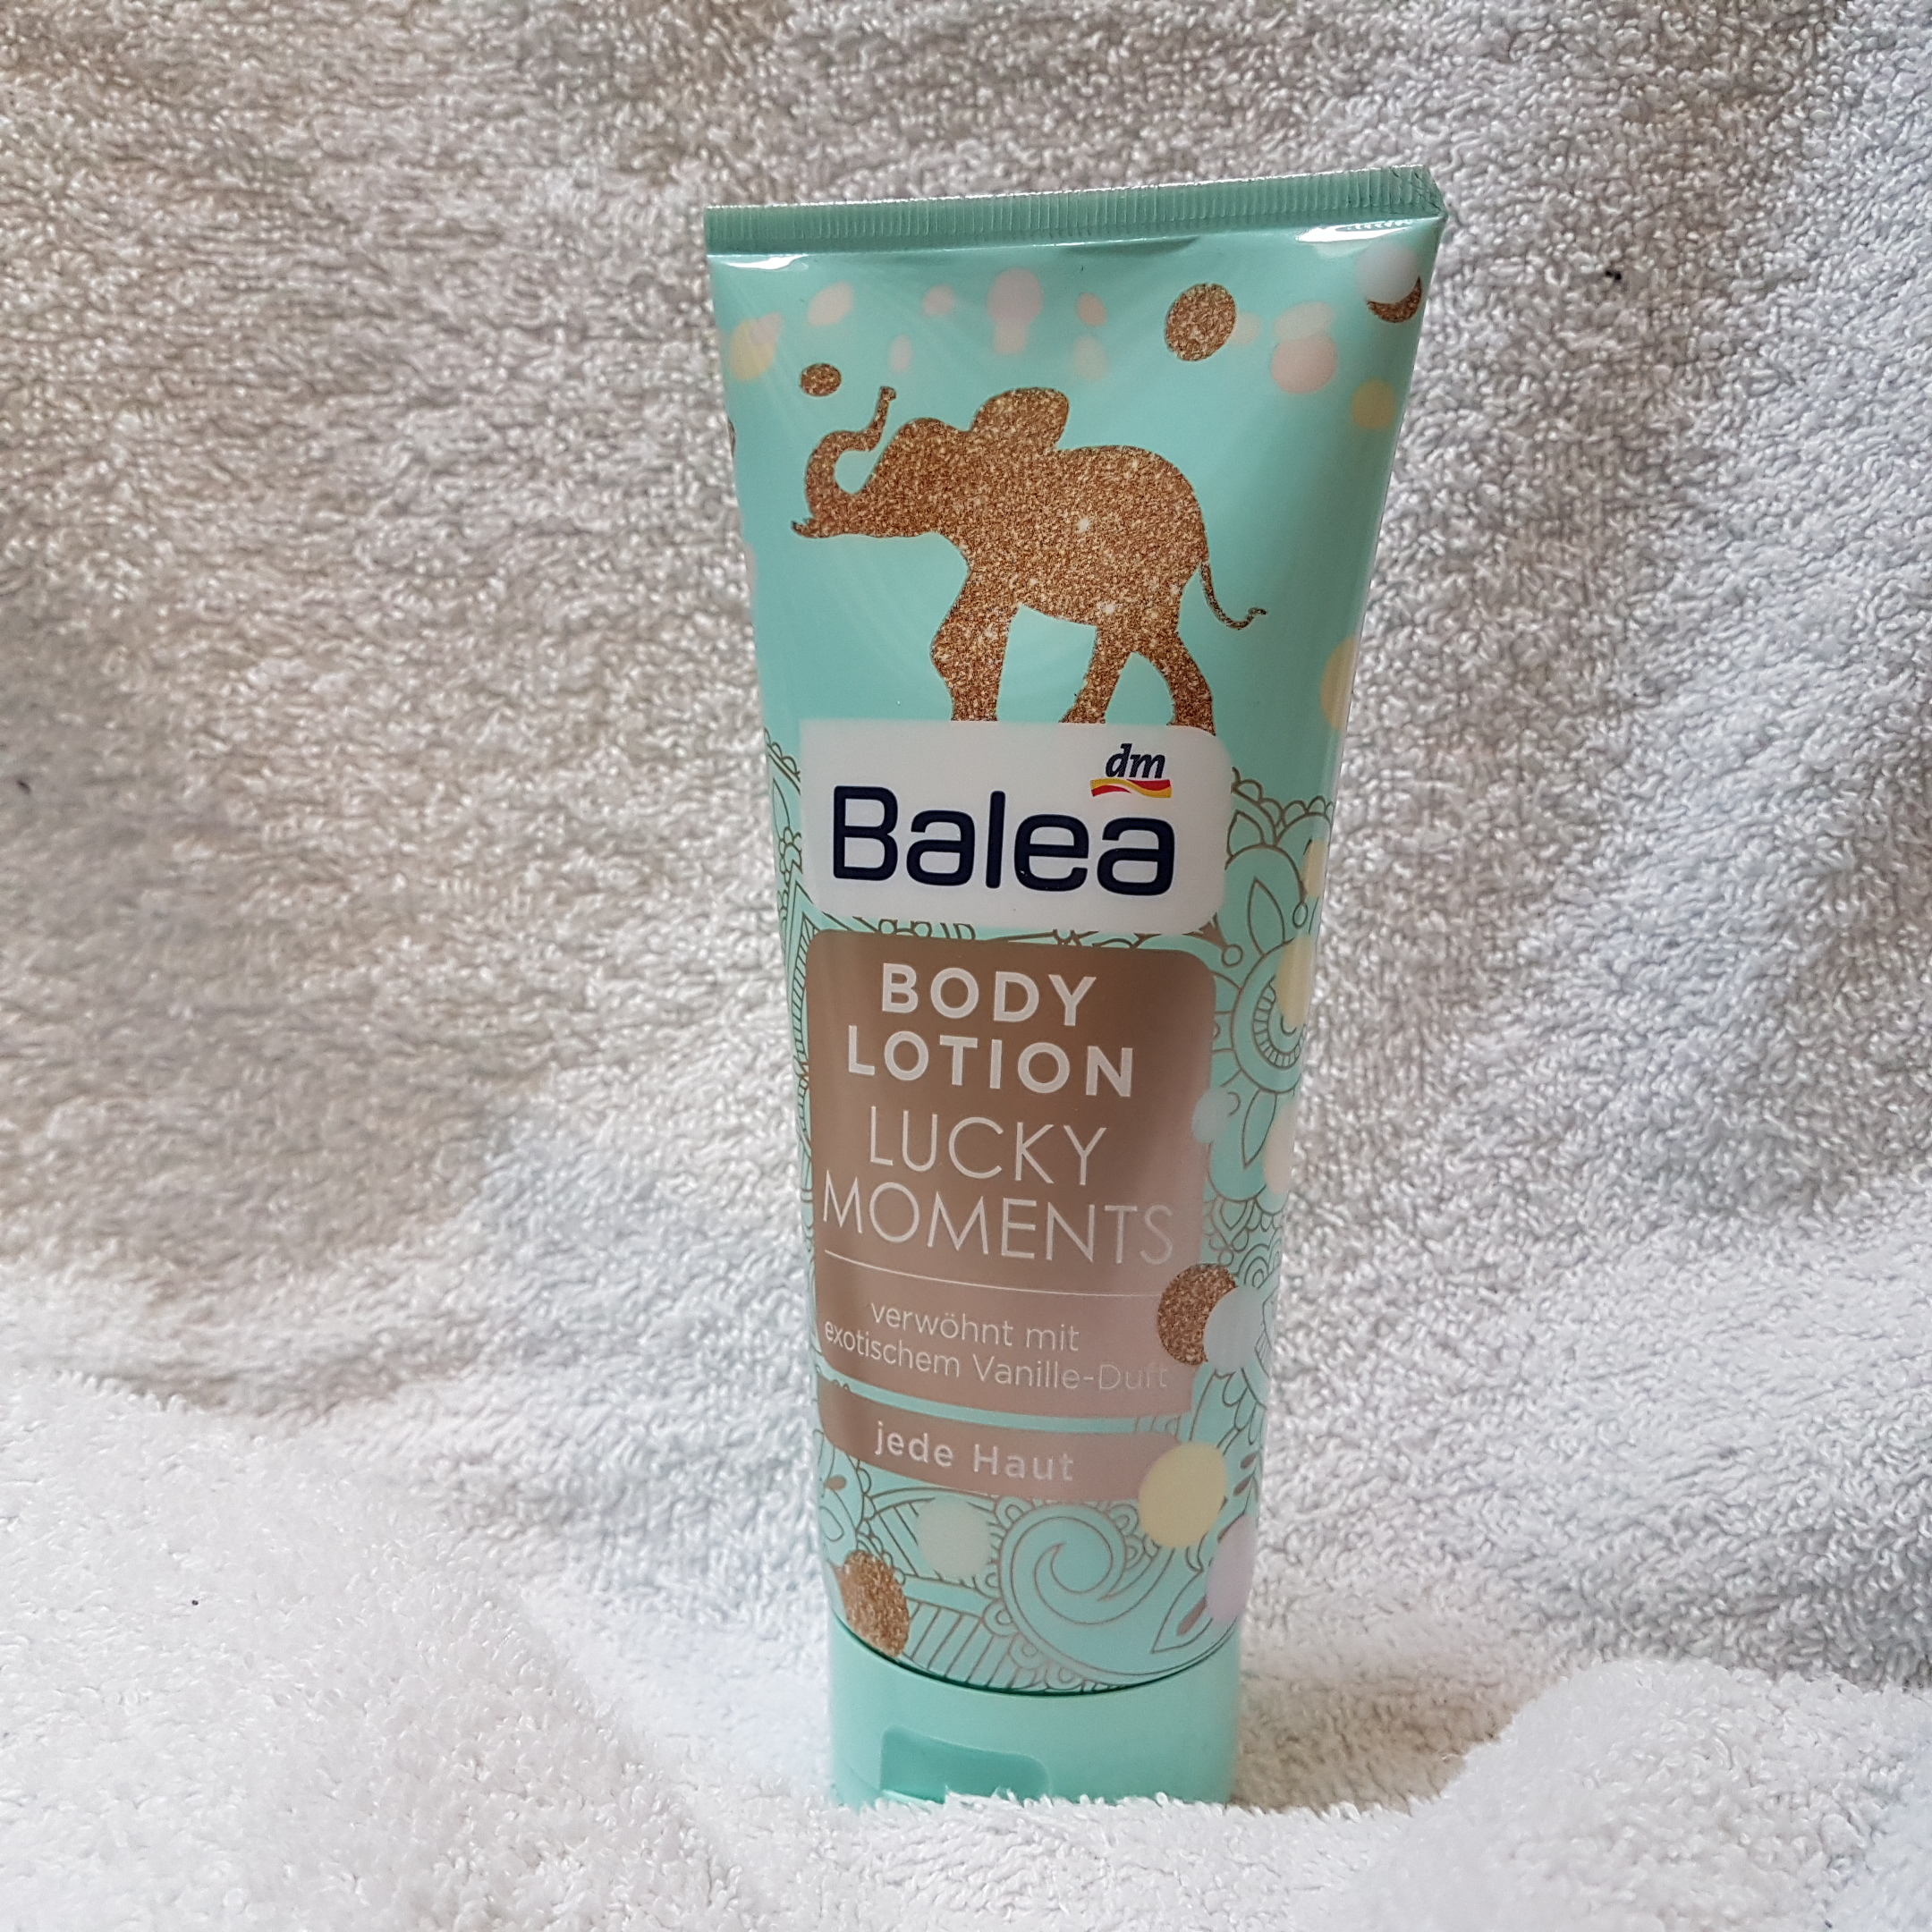 dm
Balea
BODY
LOTION
LUCKY
MOMENTS
verwöhnt mit
exotischem Vanille-Duft
jede Haut